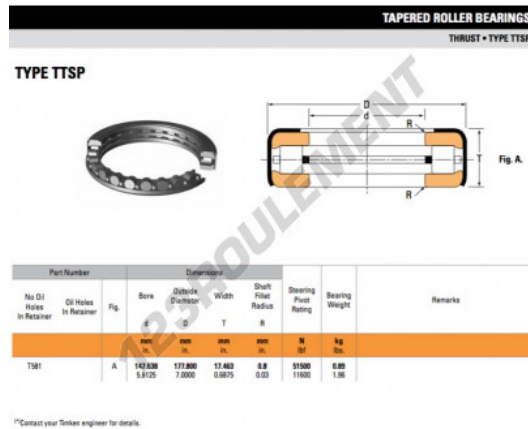 TAPERED ROLLER BEARINGS
THRUST • TYPE TTSP
TYPE TTSP
D
d
R
T
Fig. A.
R
123ROULEMENT
Part Number
Dimensions
No Oil Holes In Retainer
Oil Holes In Retainer
Fig.
Bore
Outside Diameter
Width
Shaft Fillet Radius
Steering Pivot Rating
Bearing Weight
Remarks
d D T R
mm mm mm mm N kg
in. in. in. in. lbf lbs.
T581 A 147.638 177.800 17.463 0.8 51500 0.89
5.8125 7.0000 0.6875 0.03 11600 1.96
(*)Contact your Timken engineer for details.